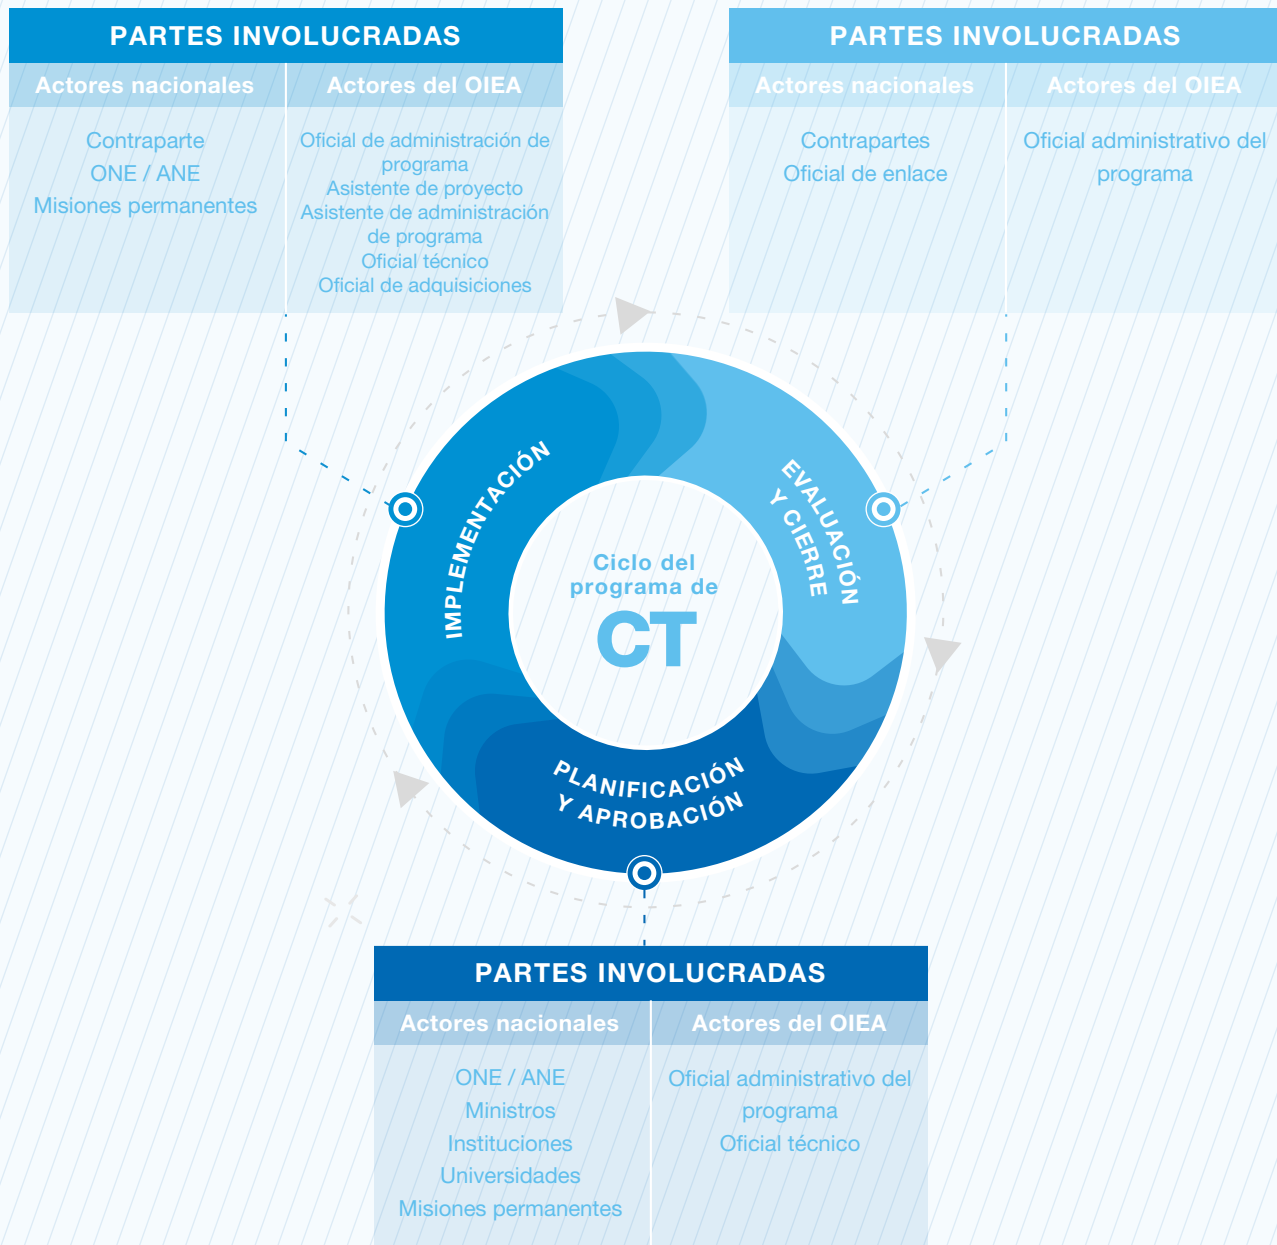 PARTES INVOLUCRADAS
Actores nacionales
Actores del OIEA
Contraparte
ONE / ANE
Misiones permanentes
Oficial de administración de
programa
Asistente de proyecto
Asistente de administración
de programa
Oficial técnico
Oficial de adquisiciones
PARTES INVOLUCRADAS
Actores nacionales
Actores del OIEA
Contrapartes
Oficial de enlace
Oficial administrativo del
programa
IMPLEMENTACIÓN
EVALUACIÓN
Y CIERRE
Ciclo del
programa de
CT
PLANIFICACIÓN
Y APROBACIÓN
PARTES INVOLUCRADAS
Actores nacionales
Actores del OIEA
ONE / ANE
Ministros
Instituciones
Universidades
Misiones permanentes
Oficial administrativo del
programa
Oficial técnico